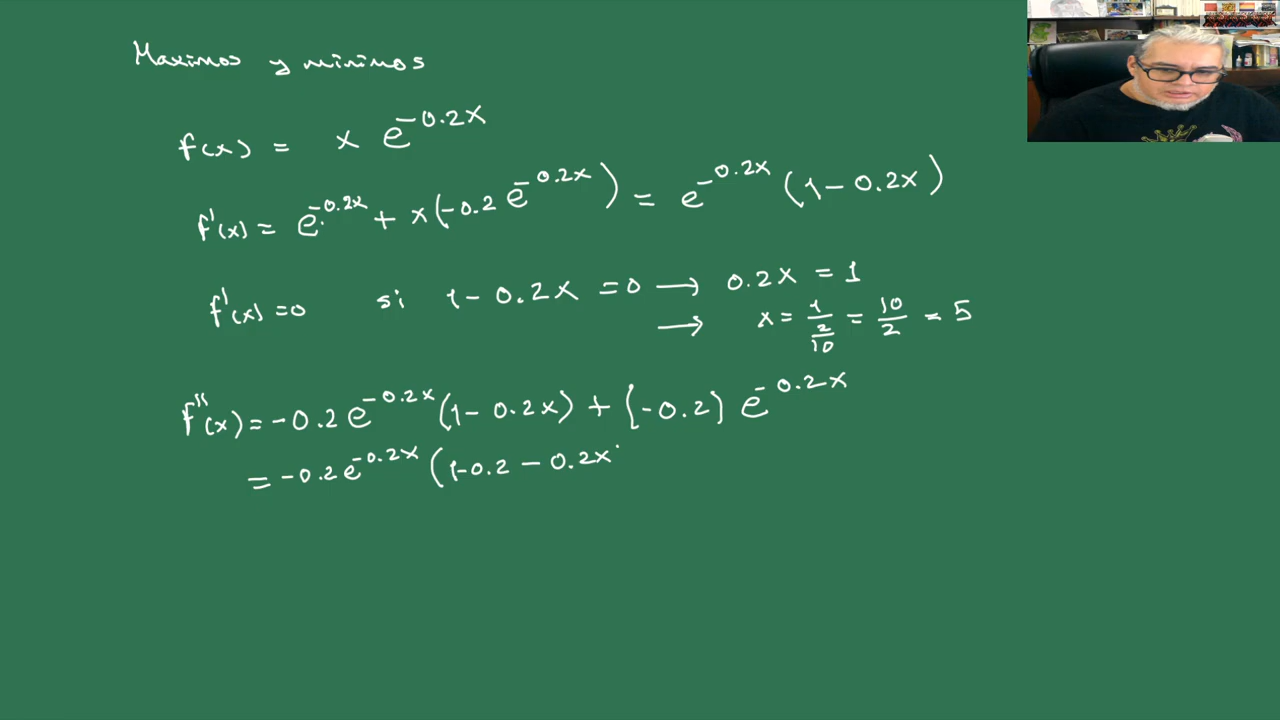 Maximos y minimos
f(x) = x e^{-0.2x}
f'(x) = e^{-0.2x} + x(-0.2 e^{-0.2x}) = e^{-0.2x} (1 - 0.2x)
f'(x) = 0 si 1 - 0.2x = 0 → 0.2x = 1
→ x = 1/(2/10) = 10/2 = 5
f''(x) = -0.2 e^{-0.2x} (1 - 0.2x) + (-0.2) e^{-0.2x}
= -0.2 e^{-0.2x} (1 - 0.2 - 0.2x